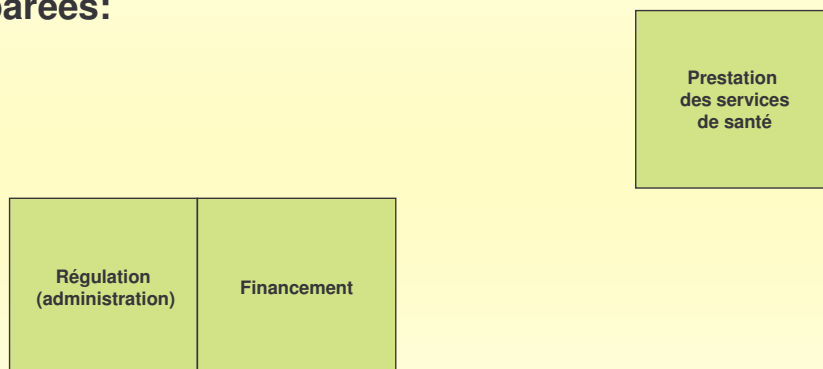 parées:
Prestation
des services
de santé
Régulation
(administration)
Financement